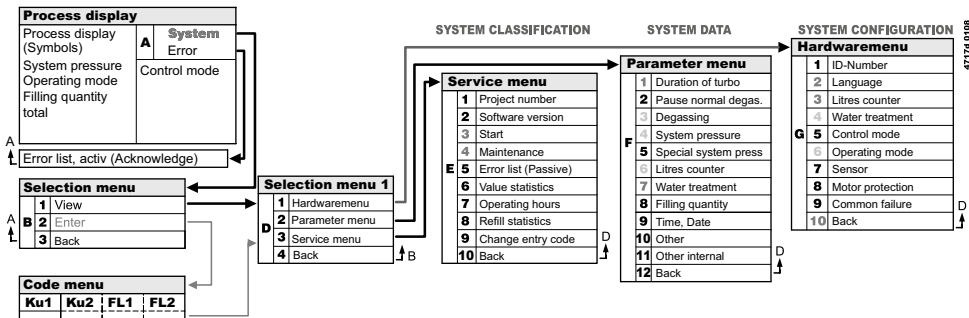 Process display
Process display
(Symbols)
System pressure
Operating mode
Filling quantity
total
A
System
Error
Control mode
A
Error list, activ (Acknowledge)
Selection menu
A
B
1 View
2 Enter
3 Back
Code menu
Ku1 Ku2 FL1 FL2
Selection menu 1
D
1 Hardwaremenu
2 Parameter menu
3 Service menu
4 Back
B
SYSTEM CLASSIFICATION
Service menu
E
1 Project number
2 Software version
3 Start
4 Maintenance
5 Error list (Passive)
6 Value statistics
7 Operating hours
8 Refill statistics
9 Change entry code
10 Back
D
SYSTEM DATA
Parameter menu
F
1 Duration of turbo
2 Pause normal degas.
3 Degassing
4 System pressure
5 Special system press
6 Litres counter
7 Water treatment
8 Filling quantity
9 Time, Date
10 Other
11 Other internal
12 Back
D
SYSTEM CONFIGURATION
Hardwaremenu
G
1 ID-Number
2 Language
3 Litres counter
4 Water treatment
5 Control mode
6 Operating mode
7 Sensor
8 Motor protection
9 Common failure
10 Back
D
47174.0108